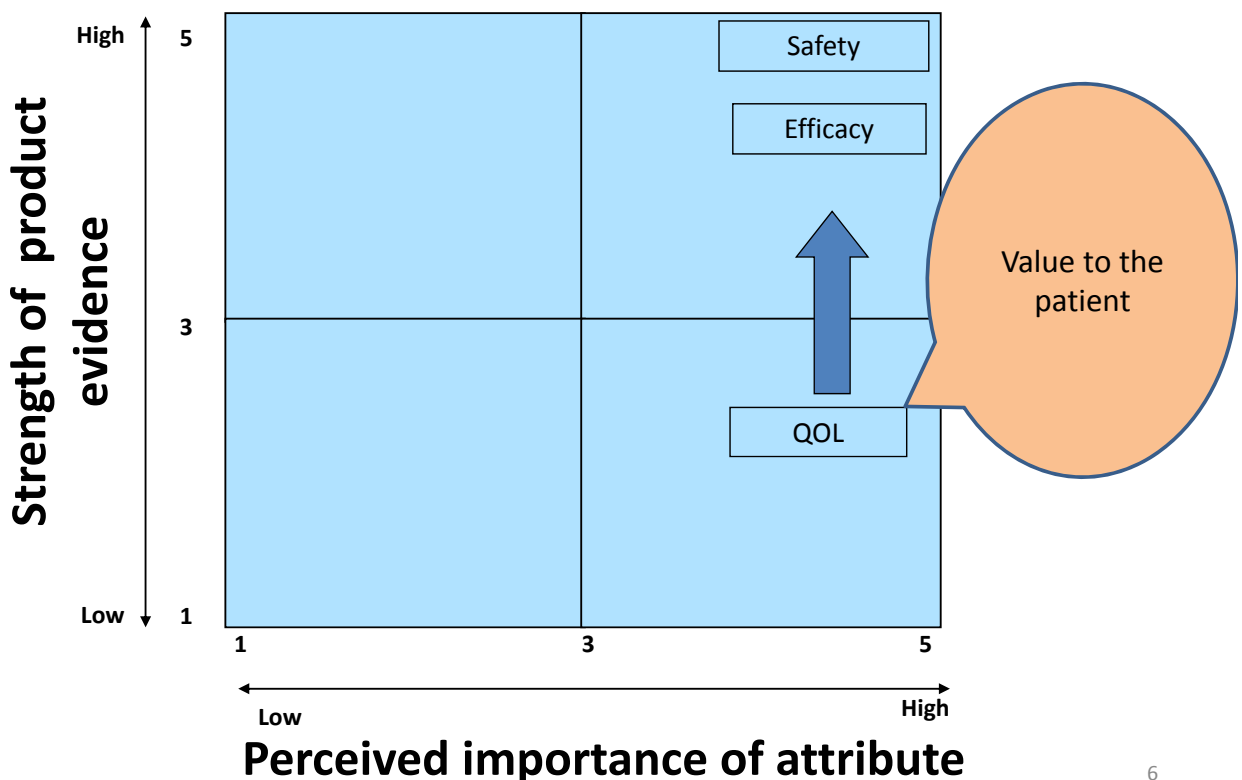 High
5
Safety
Efficacy
Strength of product
evidence
Value to the
patient
3
QOL
Low
1
1
3
5
Low
High
Perceived importance of attribute
6